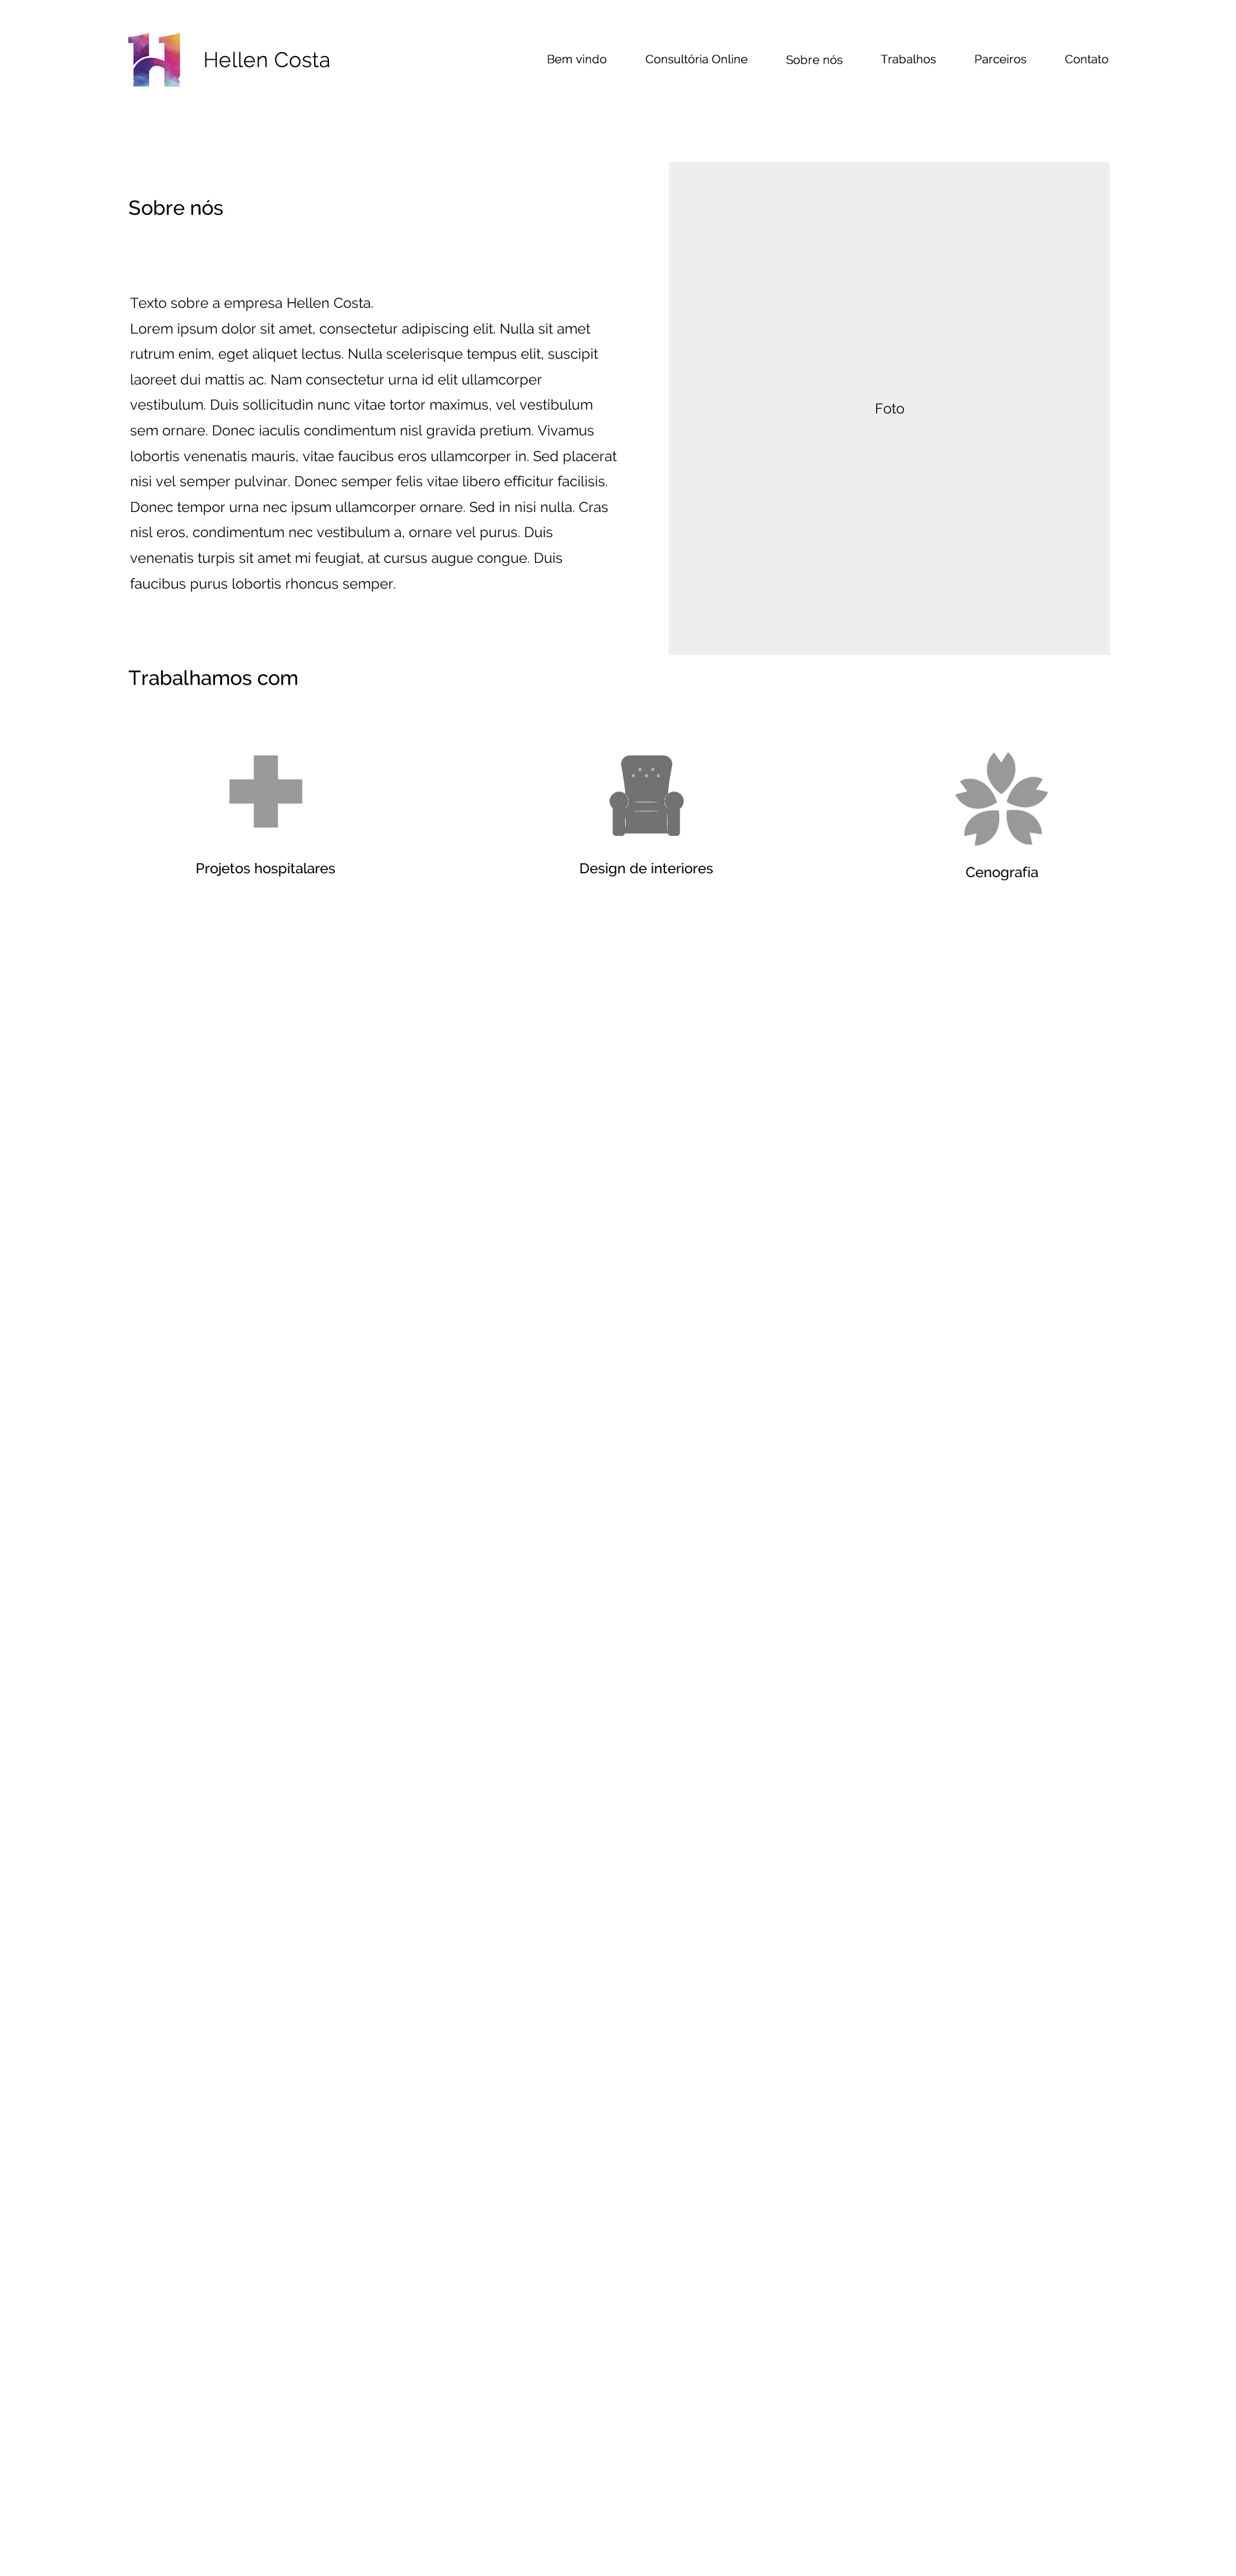 Hellen Costa
Bem vindo
Consultória Online
Sobre nós
Trabalhos
Parceiros
Contato
Sobre nós
Texto sobre a empresa Hellen Costa.
Lorem ipsum dolor sit amet, consectetur adipiscing elit. Nulla sit amet
rutrum enim, eget aliquet lectus. Nulla scelerisque tempus elit, suscipit
laoreet dui mattis ac. Nam consectetur urna id elit ullamcorper
vestibulum. Duis sollicitudin nunc vitae tortor maximus, vel vestibulum
sem ornare. Donec iaculis condimentum nisl gravida pretium. Vivamus
lobortis venenatis mauris, vitae faucibus eros ullamcorper in. Sed placerat
nisi vel semper pulvinar. Donec semper felis vitae libero efficitur facilisis.
Donec tempor urna nec ipsum ullamcorper ornare. Sed in nisi nulla. Cras
nisl eros, condimentum nec vestibulum a, ornare vel purus. Duis
venenatis turpis sit amet mi feugiat, at cursus augue congue. Duis
faucibus purus lobortis rhoncus semper.
Foto
Trabalhamos com
Projetos hospitalares
Design de interiores
Cenografia